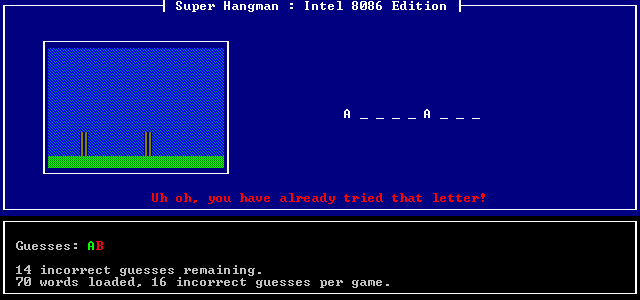 Super Hangman : Intel 8086 Edition
A _ _ _ _ A _ _ _
Uh oh, you have already tried that letter!
Guesses: AB
14 incorrect guesses remaining.
70 words loaded, 16 incorrect guesses per game.